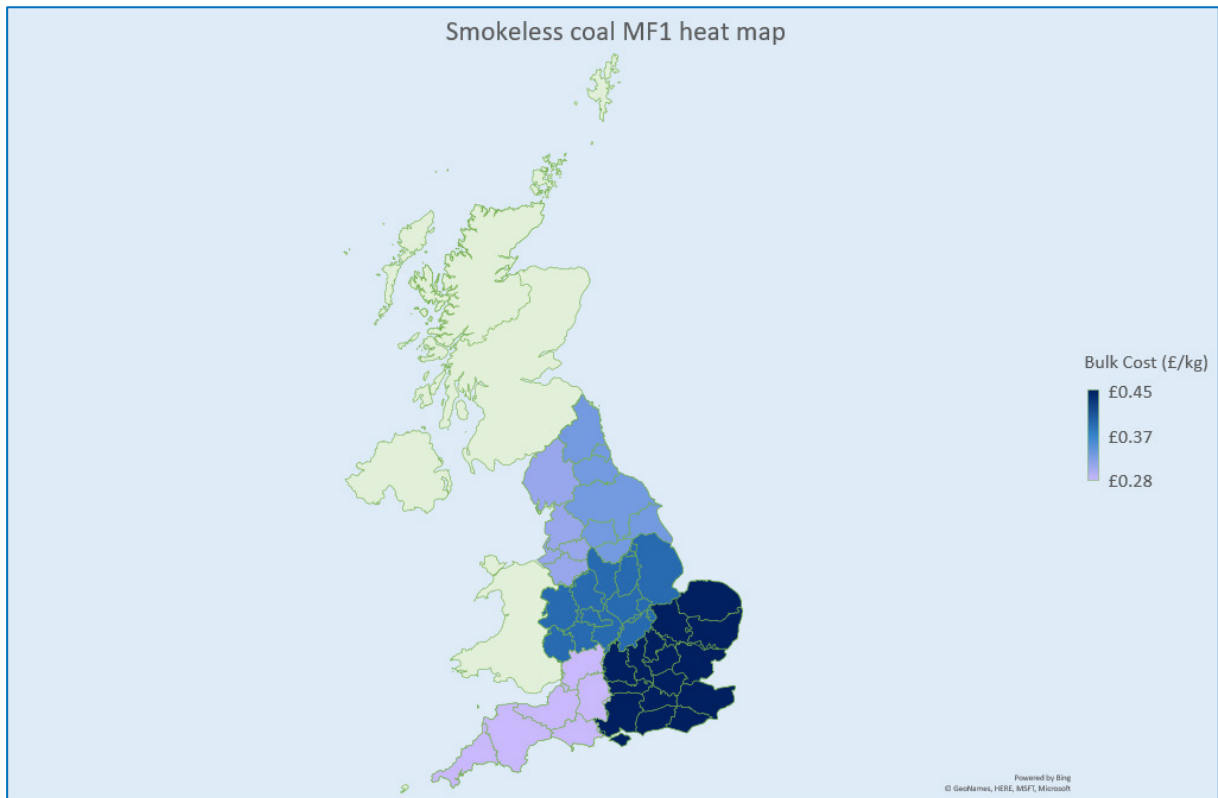 Smokeless coal MF1 heat map
Bulk Cost (£/kg)
£0.45
£0.37
£0.28
Powered by Bing
© GeoNames, HERE, MSFT, Microsoft